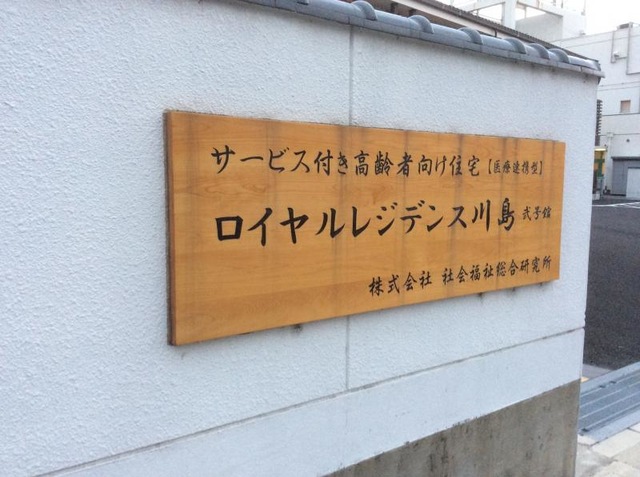 サービス付き高齢者向け住宅【医療連携型】
ロイヤルレジデンス川島 弐号館
株式会社 社会福祉総合研究所